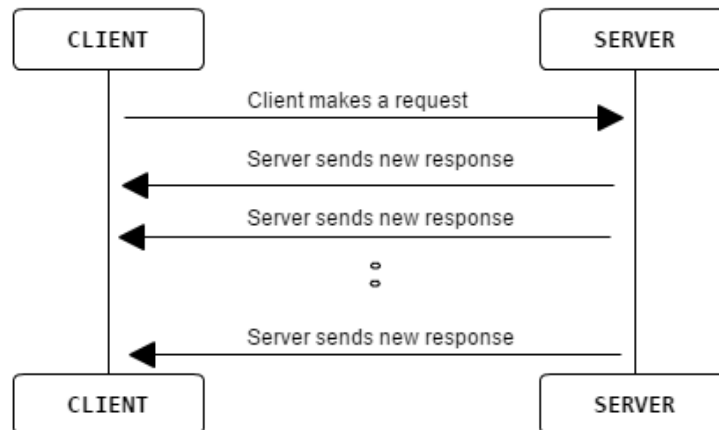 CLIENT SERVER
Client makes a request
Server sends new response
Server sends new response
Server sends new response
CLIENT SERVER